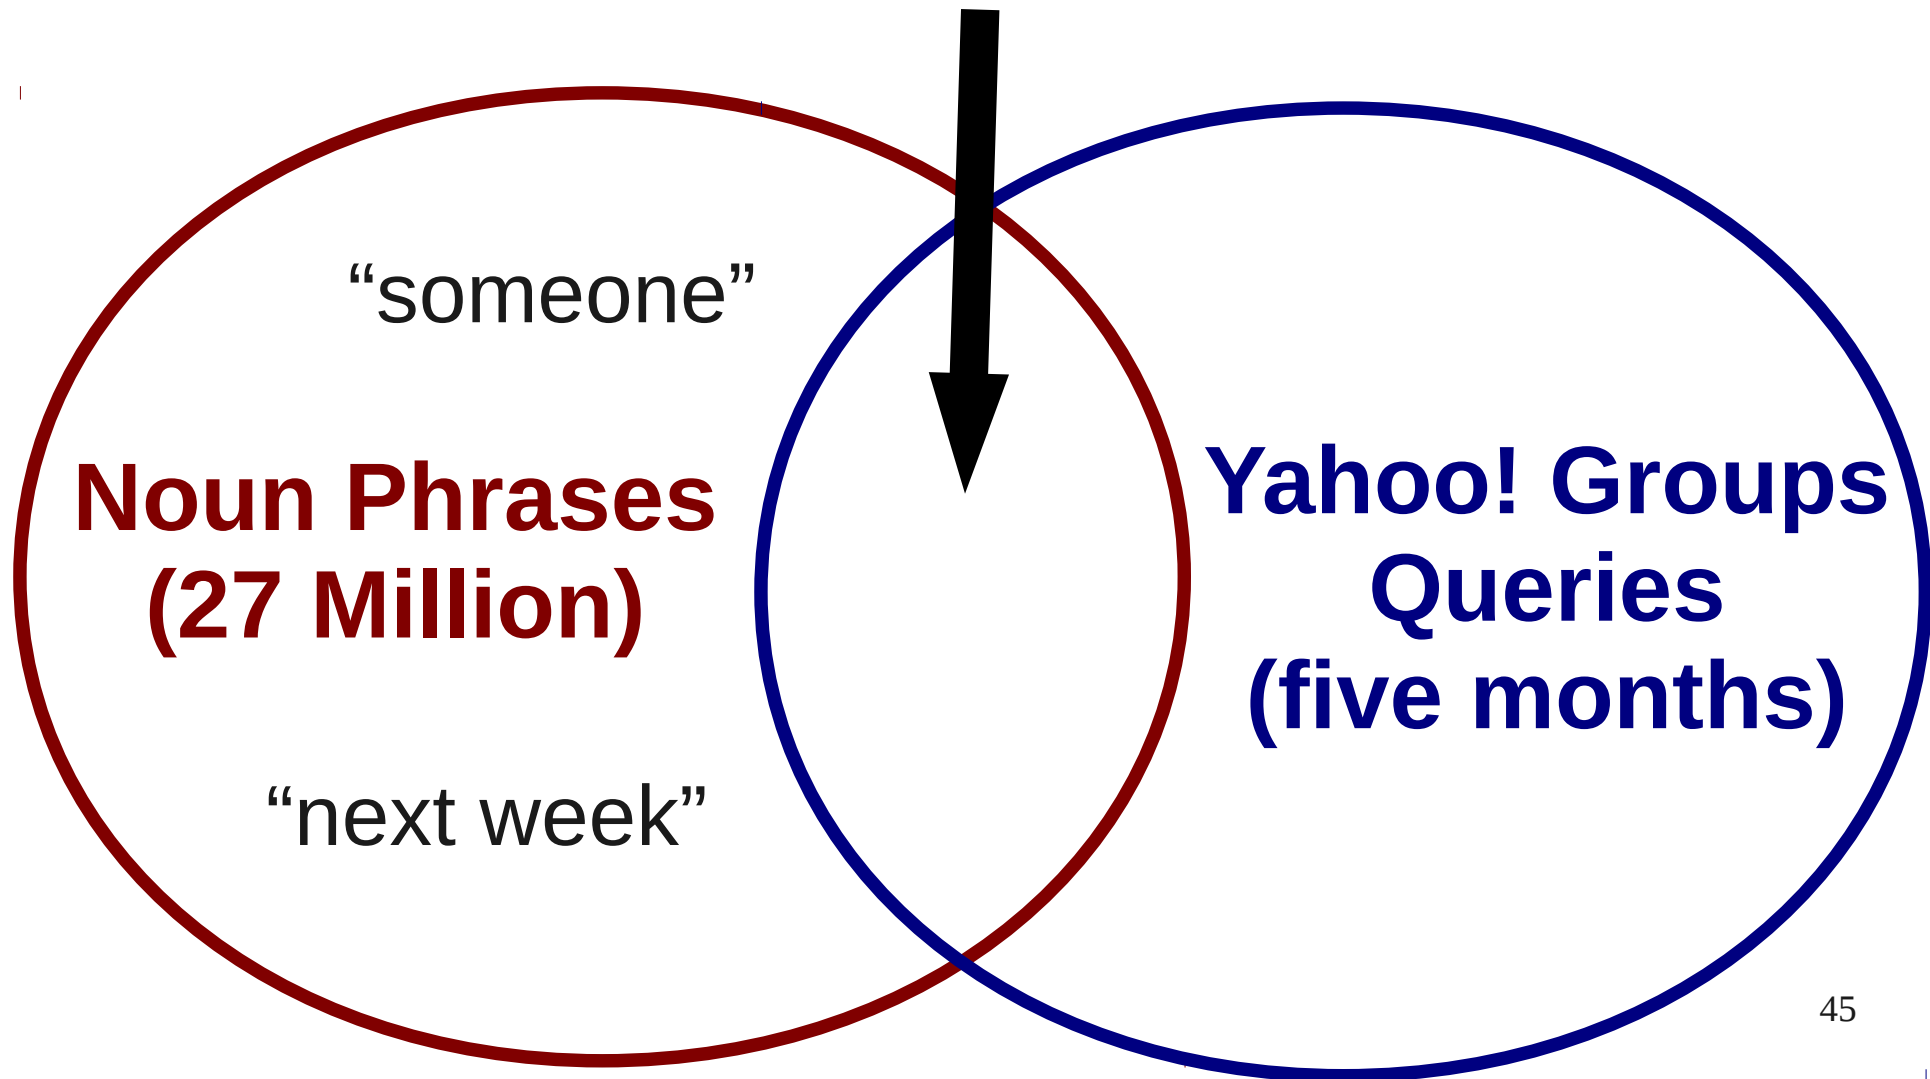 “someone”
Noun Phrases
(27 Million)
“next week”
Yahoo! Groups
Queries
(five months)
45